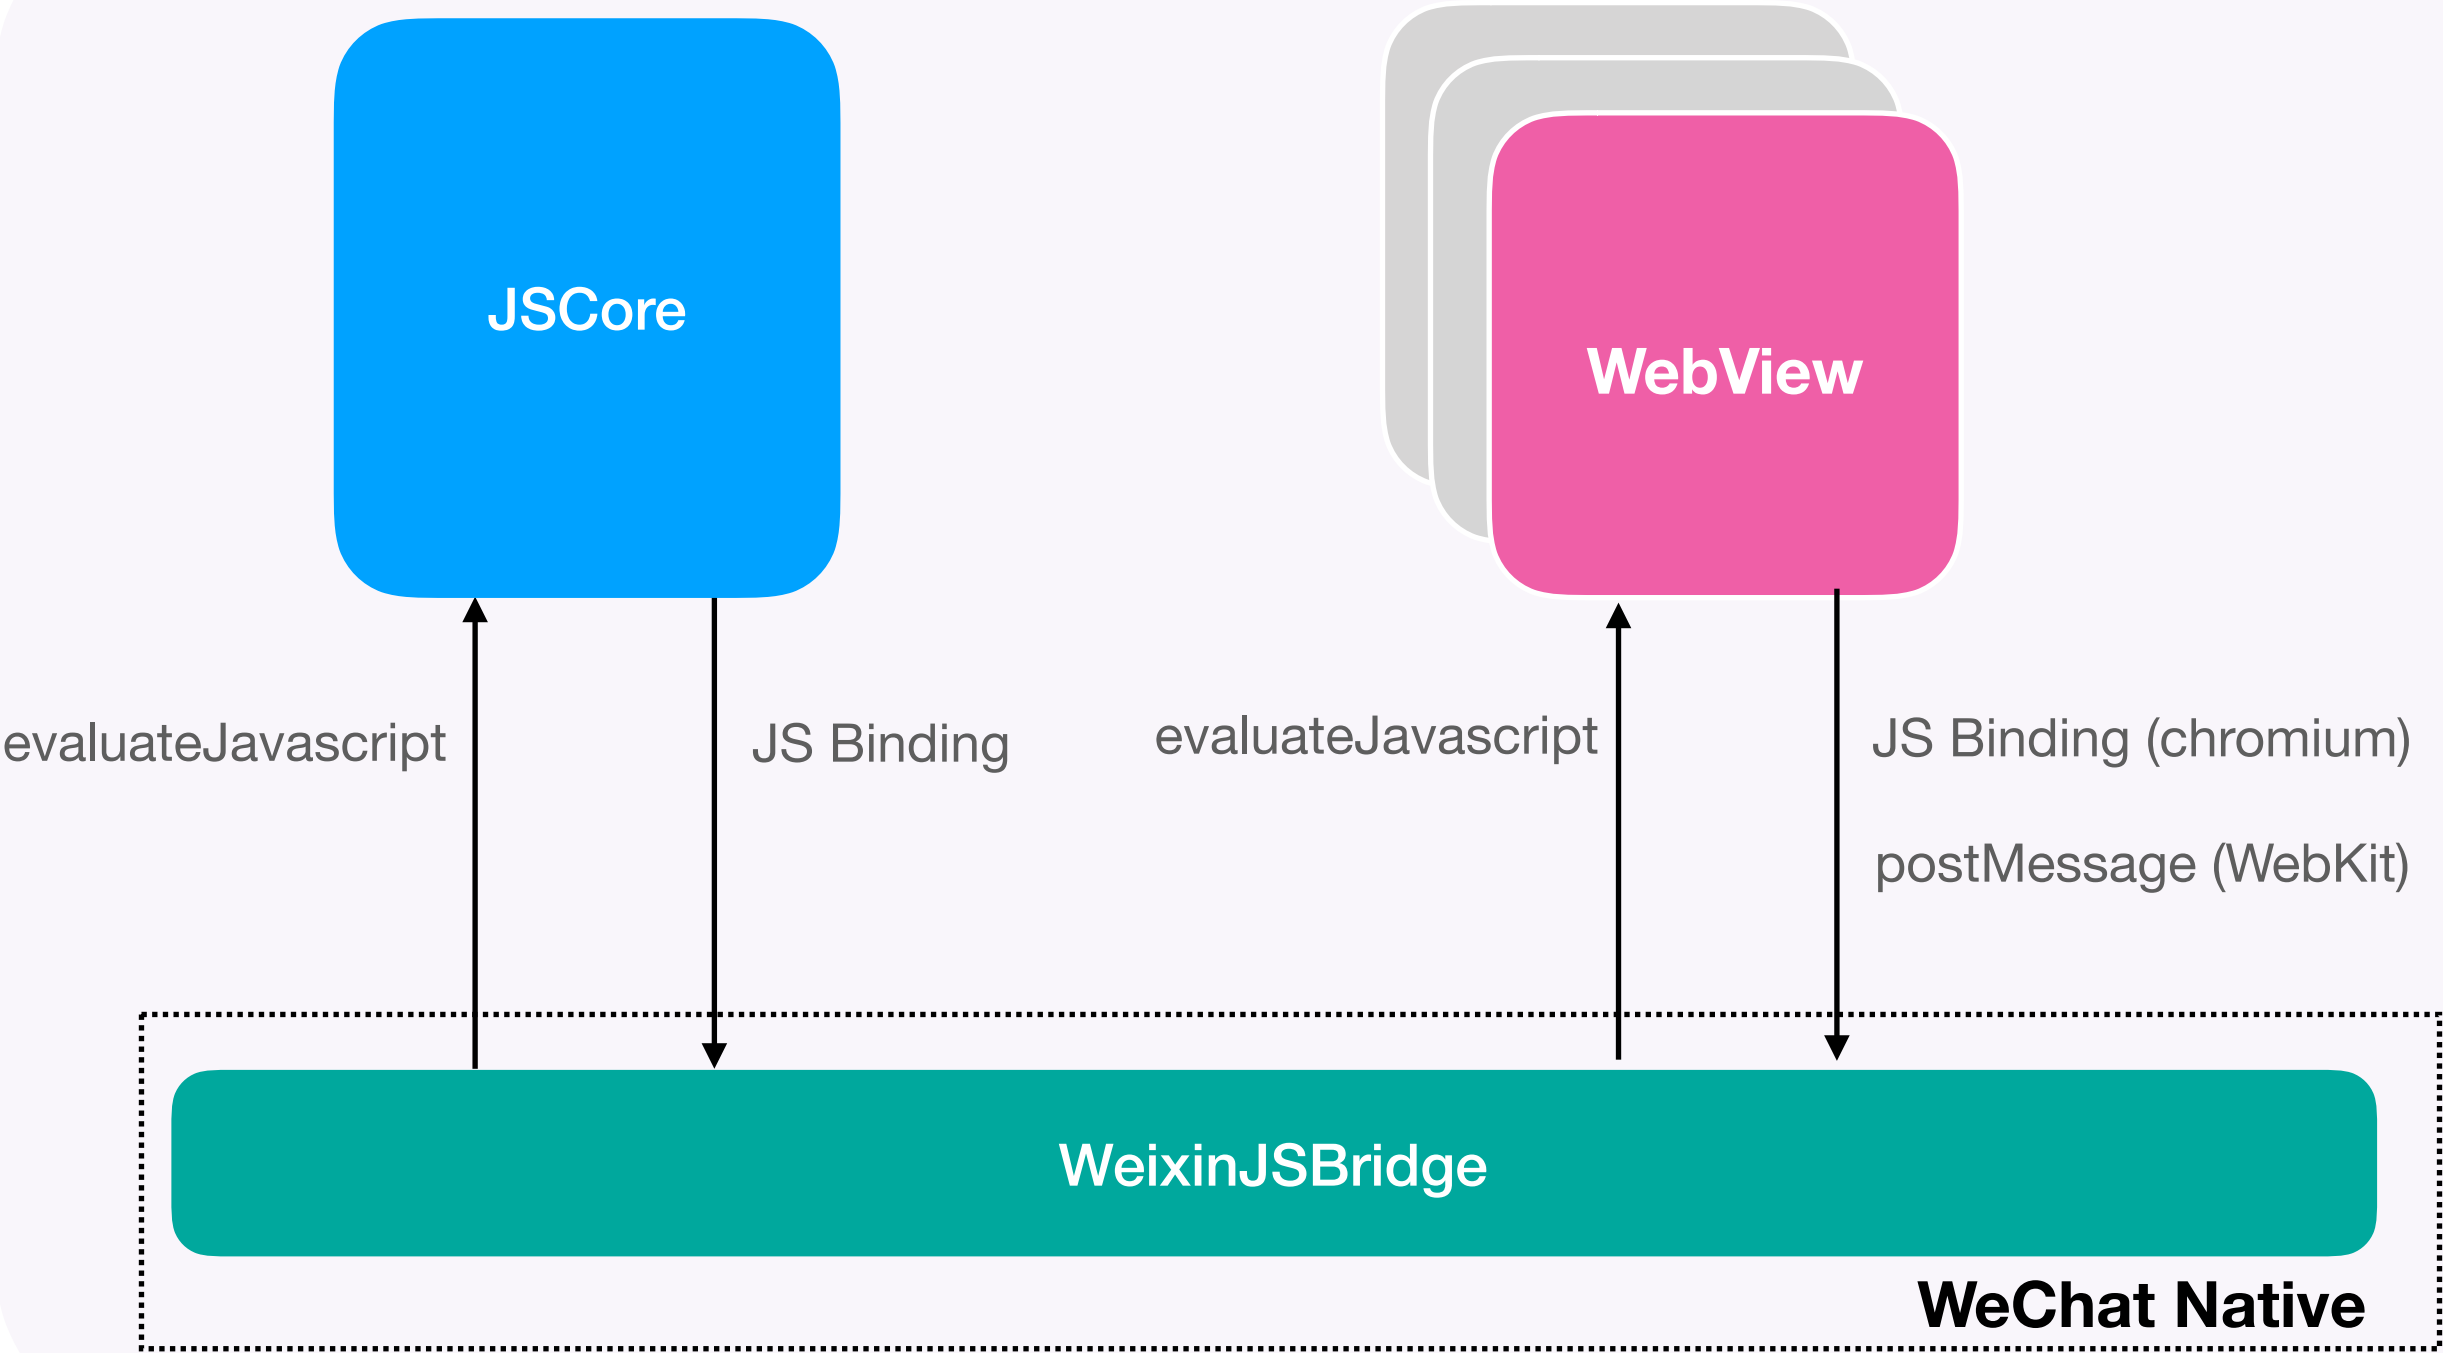 JSCore
WebView
evaluateJavascript
JS Binding
evaluateJavascript
JS Binding (chromium)
postMessage (WebKit)
WeixinJSBridge
WeChat Native